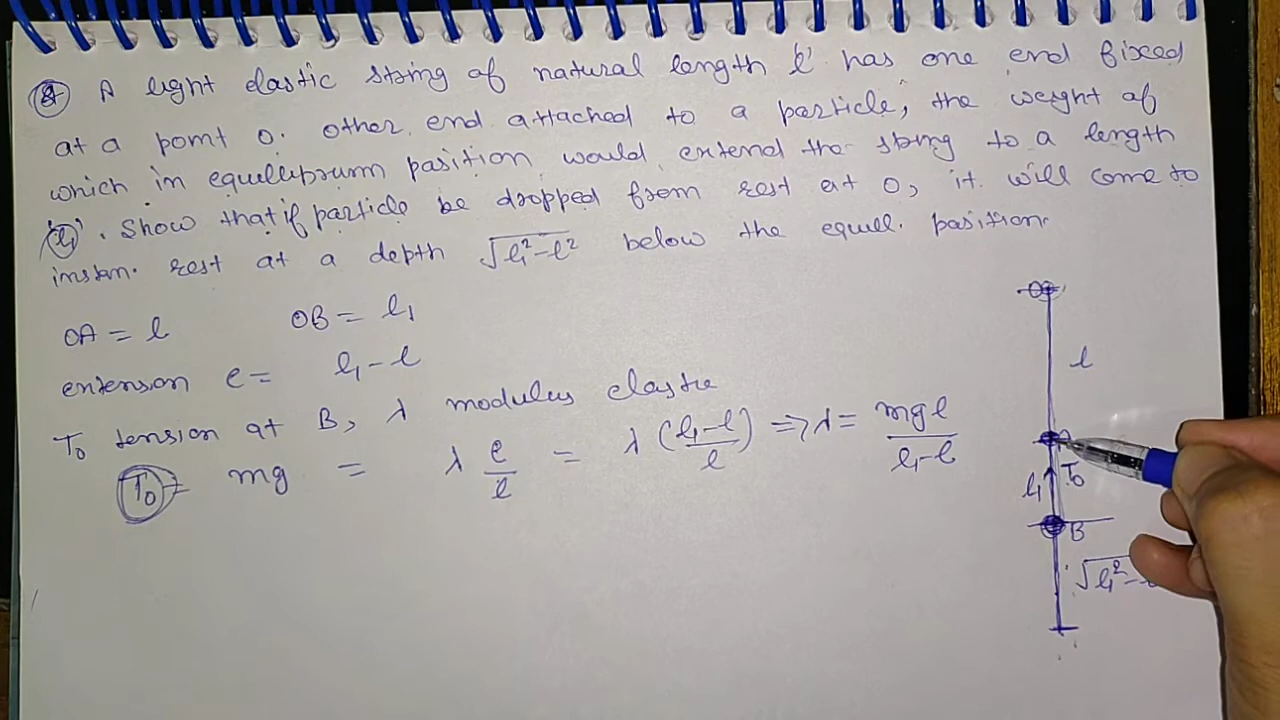 Q A light elastic string of natural length 'l' has one end fixed
at a point O. Other end attached to a particle, the weight of
which in equillibrium position would extend the string to a length
'l₁'. Show that if particle be dropped from rest at O, it will come to
instan. rest at a depth √l₁²-l² below the equill. position.
OA = l OB = l₁
extension e = l₁ - l
T₀ tension at B, λ modulus elastic
T₀ = mg = λ e/l = λ (l₁-l)/l ⇒ λ = mgl/l₁-l
O
l
T₀
l₁
B
√l₁²-